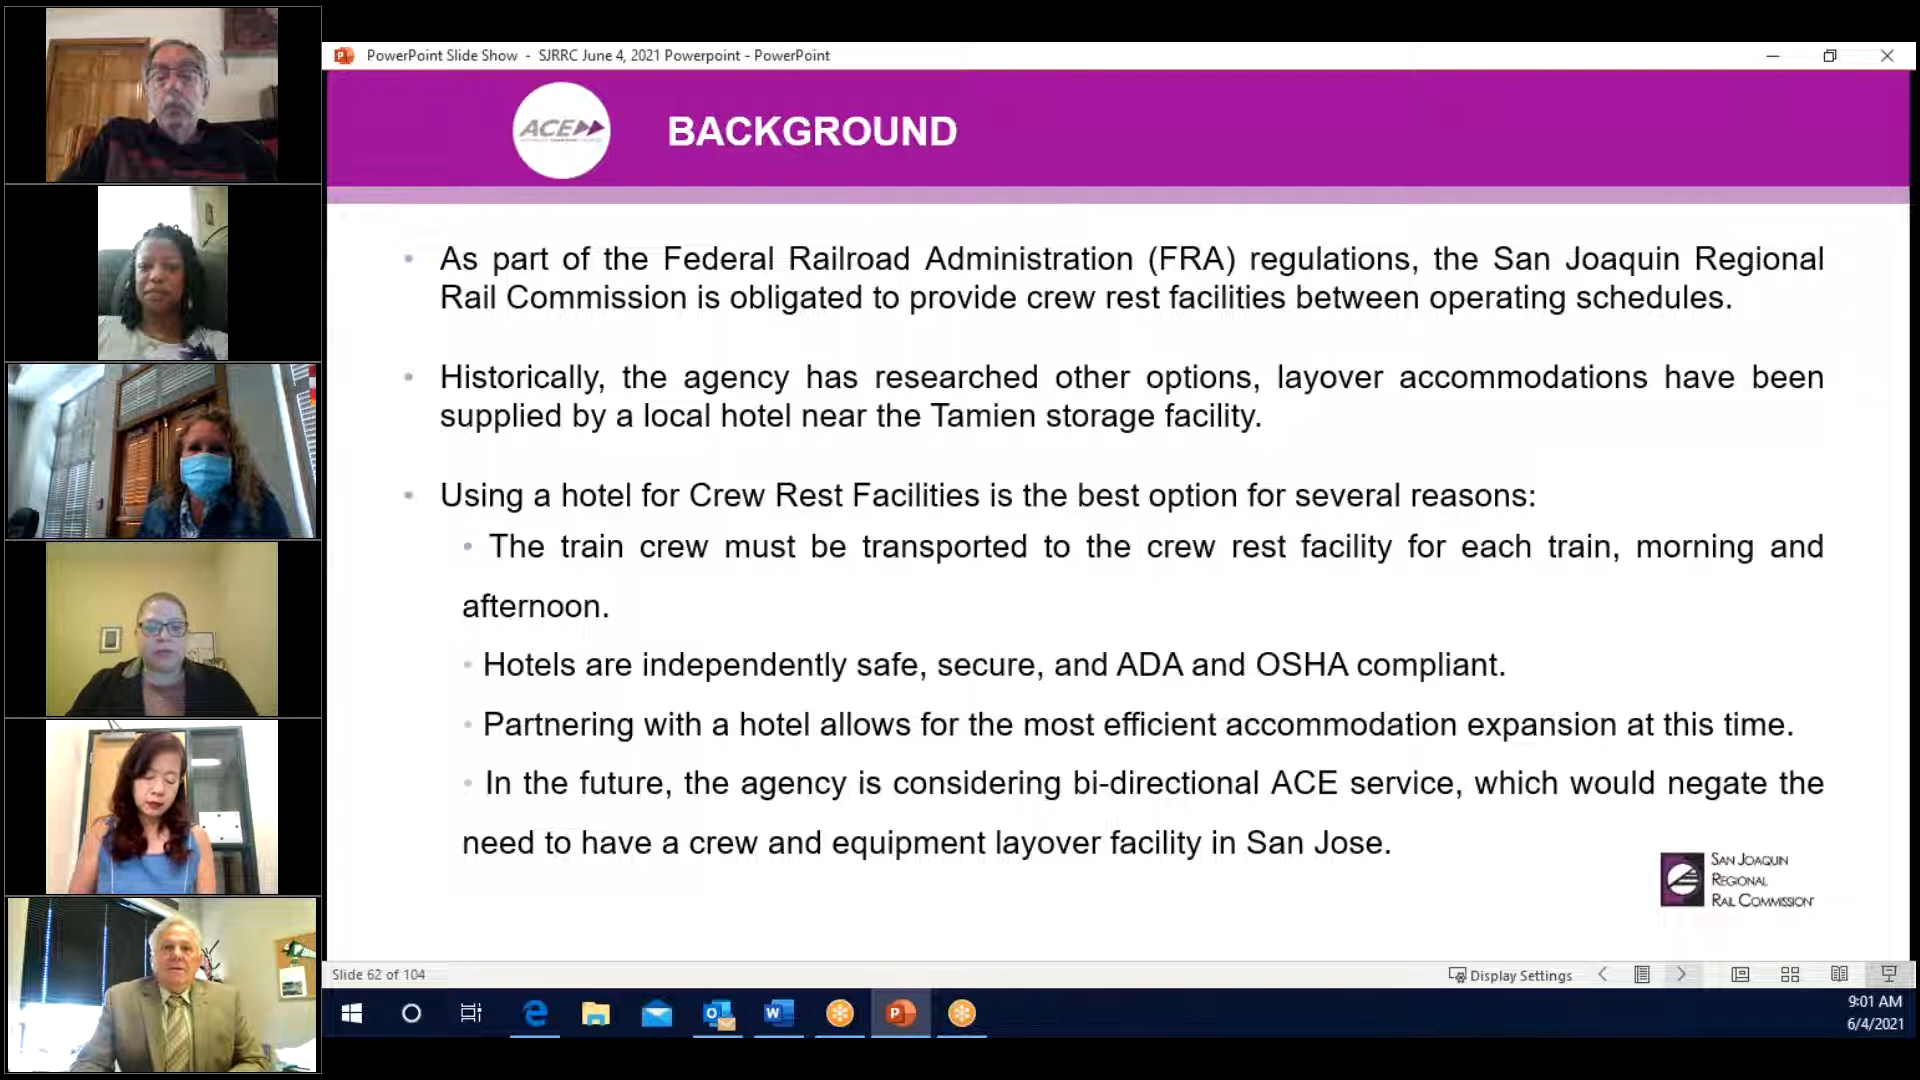 PowerPoint Slide Show - SJRRC June 4, 2021 Powerpoint - PowerPoint
ACE
BACKGROUND
• As part of the Federal Railroad Administration (FRA) regulations, the San Joaquin Regional
Rail Commission is obligated to provide crew rest facilities between operating schedules.
• Historically, the agency has researched other options, layover accommodations have been
supplied by a local hotel near the Tamien storage facility.
• Using a hotel for Crew Rest Facilities is the best option for several reasons:
• The train crew must be transported to the crew rest facility for each train, morning and
afternoon.
• Hotels are independently safe, secure, and ADA and OSHA compliant.
• Partnering with a hotel allows for the most efficient accommodation expansion at this time.
• In the future, the agency is considering bi-directional ACE service, which would negate the
need to have a crew and equipment layover facility in San Jose.
San Joaquin
Regional
Rail Commission
Slide 62 of 104
Display Settings
9:01 AM
6/4/2021